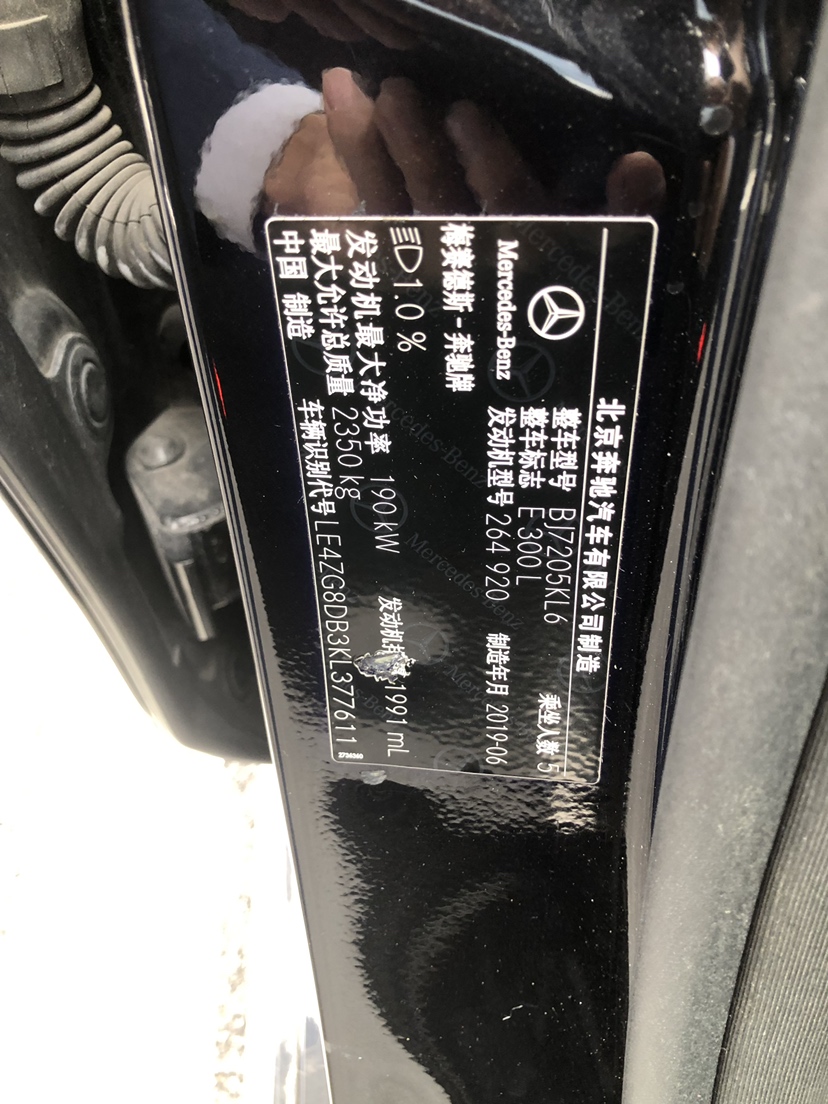 北京奔驰汽车有限公司制造
Mercedes-Benz
整车型号 BJ7205KL6 乘坐人数 5
整车标志 E 300 L
梅赛德斯-奔驰牌 发动机型号 264 920 制造年月 2019-06
1.0 %
发动机最大净功率 190 kW 发动机 1991 mL
最大允许总质量 2350 kg
中国 制造 车辆识别代号 LE4ZG8DB3KL377611